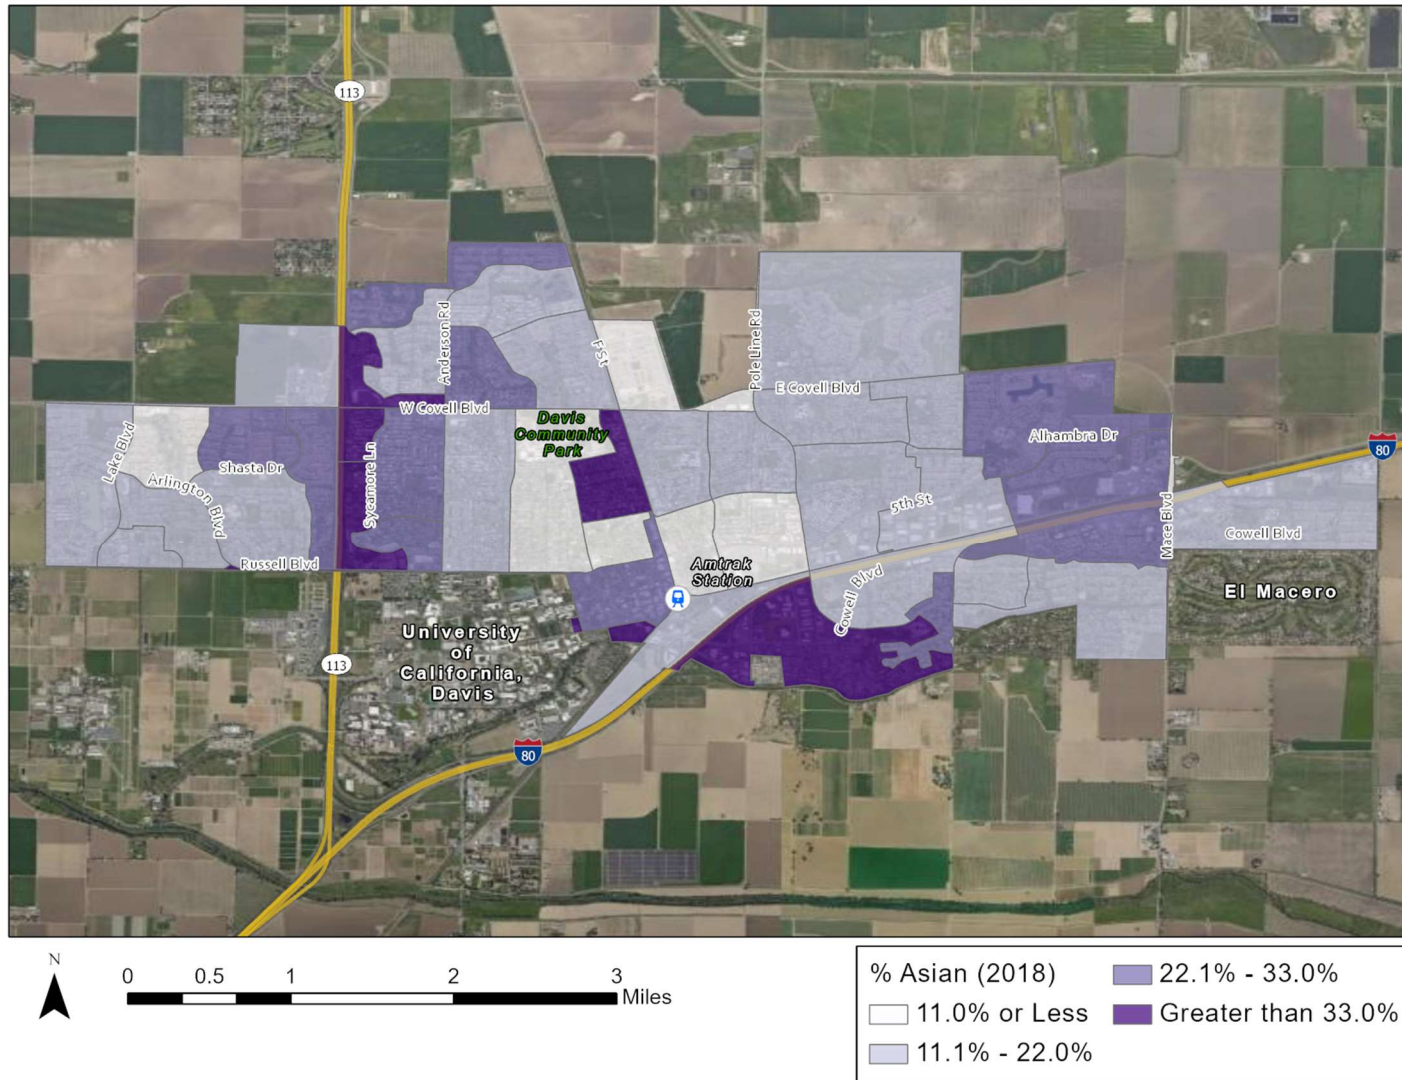 113
Anderson Rd
F St
Pole Line Rd
E Covell Blvd
W Covell Blvd
Davis
Community
Park
Lake Blvd
Shasta Dr
Arlington Blvd
Sycamore Ln
Alhambra Dr
80
5th St
Mace Blvd
Cowell Blvd
Russell Blvd
Amtrak
Station
Cowell Blvd
El Macero
University
of
California,
Davis
113
80
N
0 0.5 1 2 3
Miles
% Asian (2018)
11.0% or Less
11.1% - 22.0%
22.1% - 33.0%
Greater than 33.0%